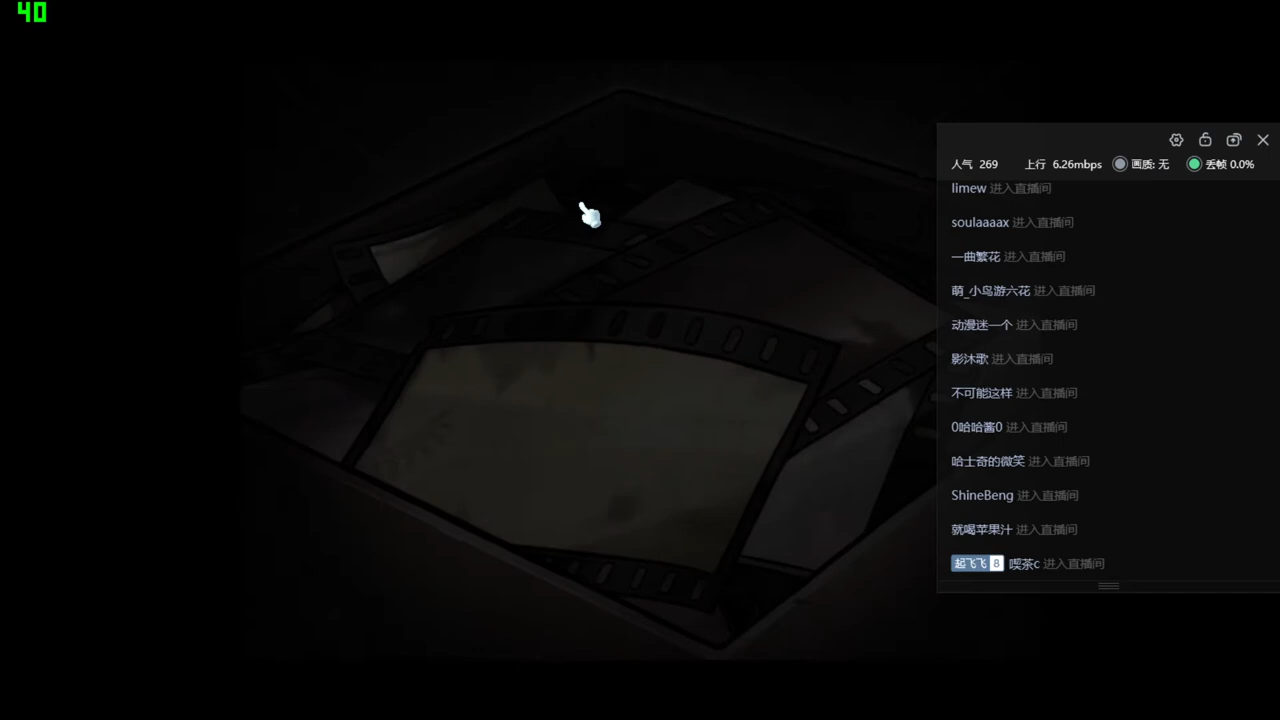 40
人气 269 上行 6.26mbps 画质: 无 丢帧 0.0%
limew 进入直播间
soulaaaax 进入直播间
一曲繁花 进入直播间
萌_小鸟游六花 进入直播间
动漫迷一个 进入直播间
影沐歌 进入直播间
不可能这样 进入直播间
0哈哈酱0 进入直播间
哈士奇的微笑 进入直播间
ShineBeng 进入直播间
就喝苹果汁 进入直播间
起飞飞 8 喫茶c 进入直播间